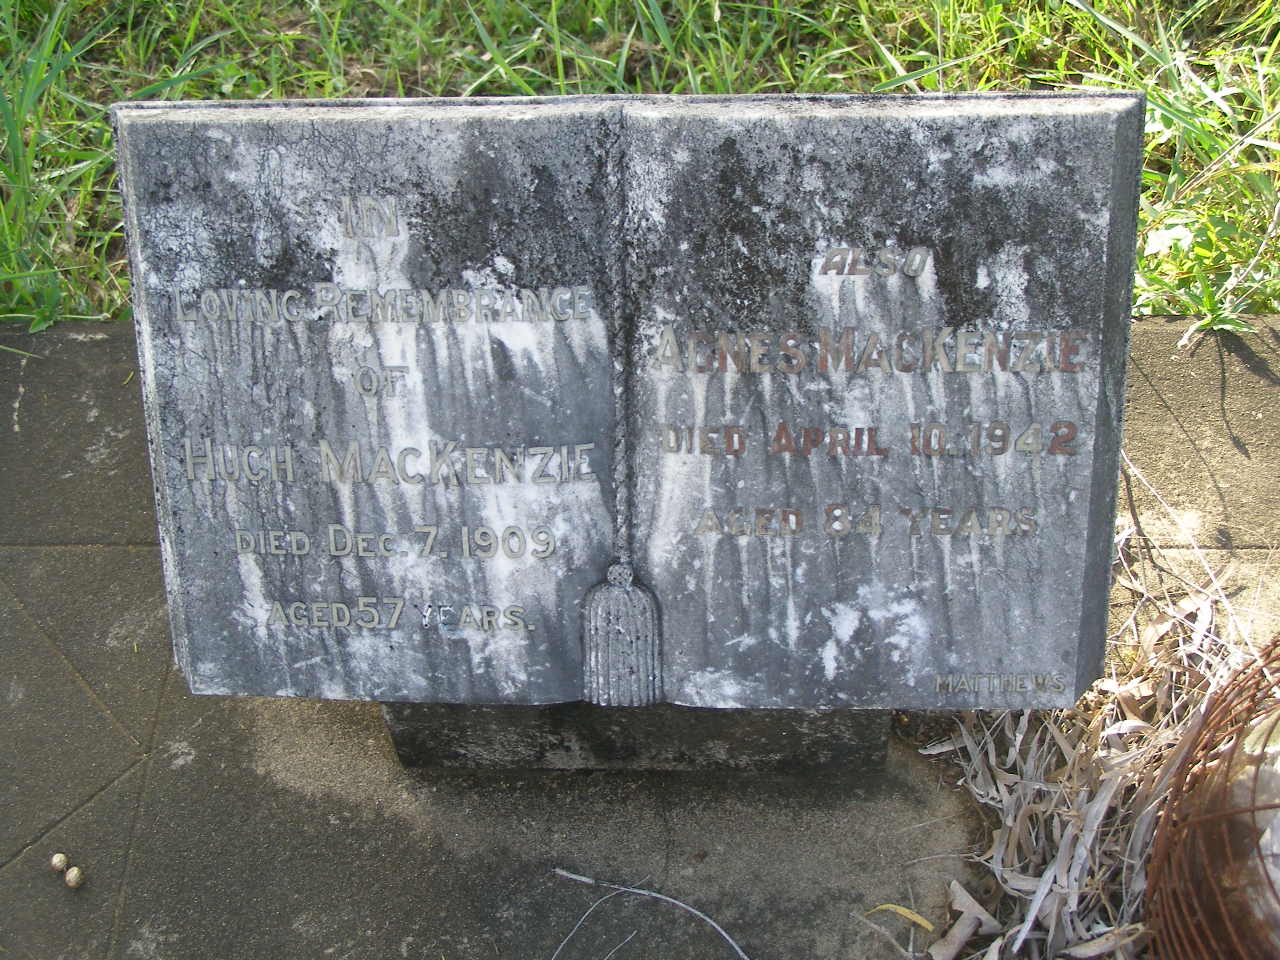 IN
LOVING REMEMBRANCE
OF
HUGH MACKENZIE
DIED DEC. 7, 1909
AGED 57 YEARS.
ALSO
AGNES MACKENZIE
DIED APRIL 10. 1942
AGED 84 YEARS
MATTHEWS